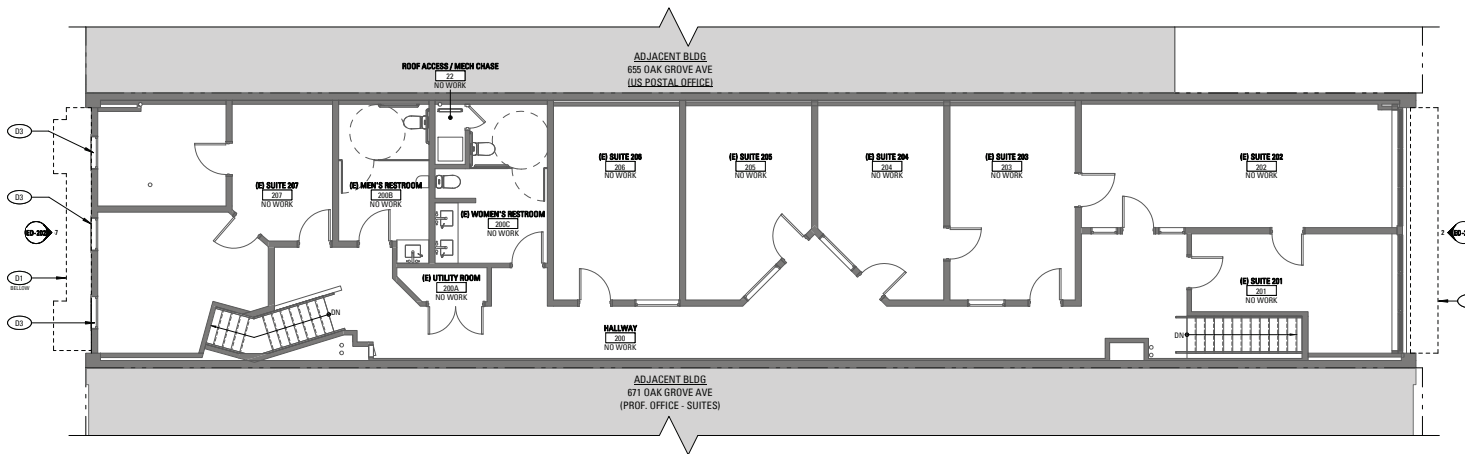 ADJACENT BLDG
655 OAK GROVE AVE
(US POSTAL OFFICE)
ROOF ACCESS / MECH CHASE
22
NO WORK
D3
D3
7
D1
BELLOW
D3
(E) SUITE 207
207
NO WORK
(E) MEN'S RESTROOM
200B
NO WORK
(E) WOMEN'S RESTROOM
200C
NO WORK
(E) UTILITY ROOM
200A
NO WORK
(E) SUITE 206
206
NO WORK
(E) SUITE 205
205
NO WORK
(E) SUITE 204
204
NO WORK
(E) SUITE 203
203
NO WORK
(E) SUITE 202
202
NO WORK
2
(E) SUITE 201
201
NO WORK
DN
HALLWAY
200
NO WORK
DN
ADJACENT BLDG
671 OAK GROVE AVE
(PROF. OFFICE - SUITES)